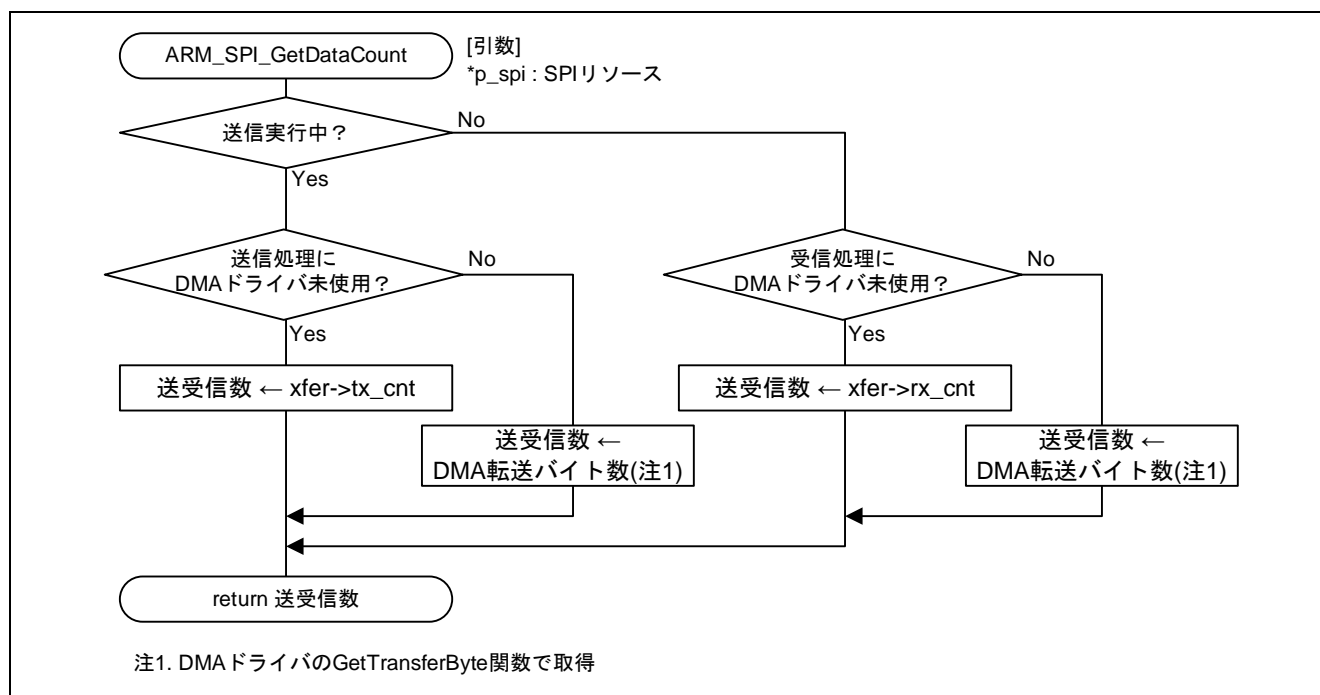 ARM_SPI_GetDataCount
[引数]
*p_spi : SPIリソース
送信実行中？
No
Yes
送信処理に
DMAドライバ未使用？
No
Yes
受信処理に
DMAドライバ未使用？
No
Yes
送受信数 ← xfer->tx_cnt
送受信数 ← xfer->rx_cnt
送受信数 ←
DMA転送バイト数(注1)
送受信数 ←
DMA転送バイト数(注1)
return 送受信数
注1. DMAドライバのGetTransferByte関数で取得